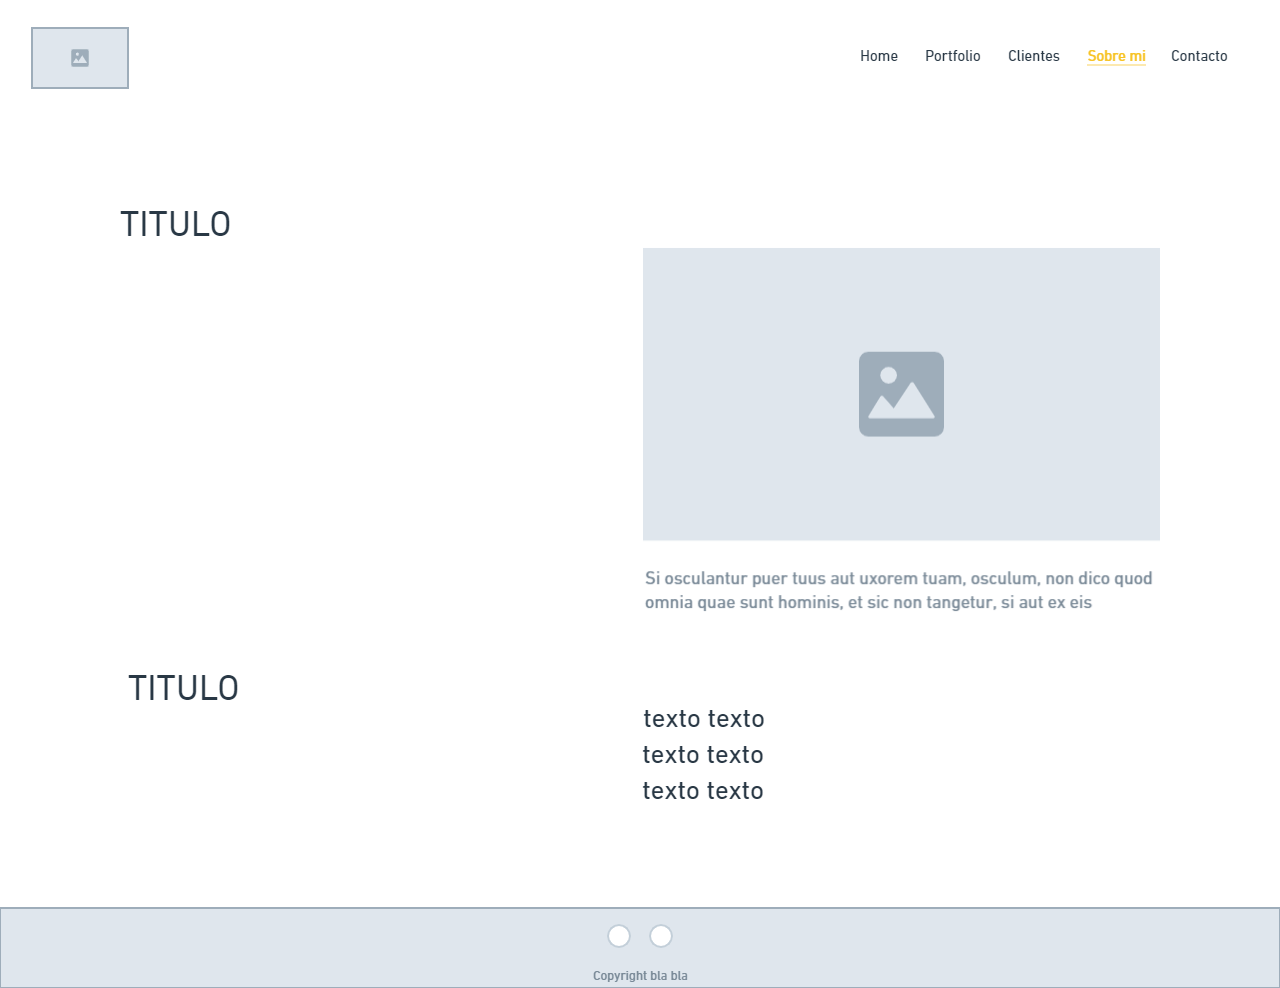 Home Portfolio Clientes Sobre mi Contacto
TITULO
Si osculantur puer tuus aut uxorem tuam, osculum, non dico quod
omnia quae sunt hominis, et sic non tangetur, si aut ex eis
TITULO
texto texto
texto texto
texto texto
Copyright bla bla